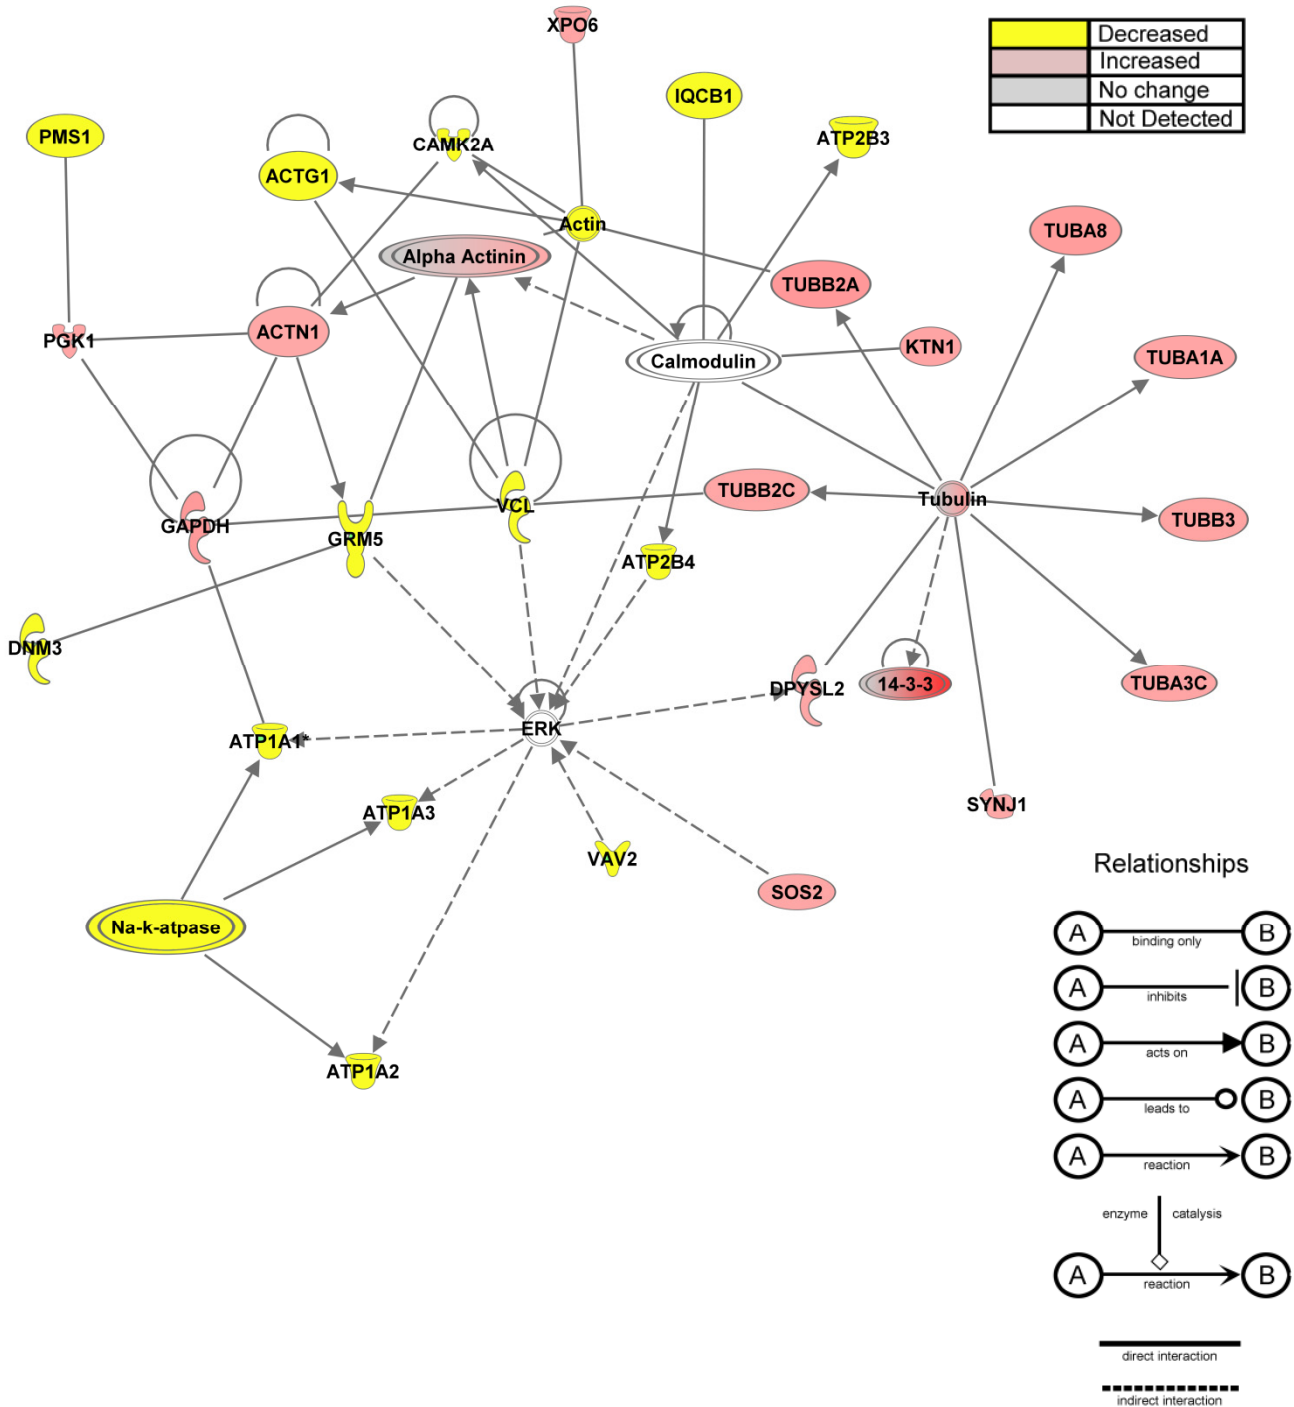 XPO6
Decreased
Increased
No change
Not Detected
IQCB1
PMS1
CAMK2A
ATP2B3
ACTG1
Actin
TUBA8
Alpha Actinin
TUBB2A
ACTN1
PGK1
KTN1
Calmodulin
TUBA1A
TUBB2C
Tubulin
VCL
TUBB3
GAPDH
GRM5
ATP2B4
DNM3
DPYSL2
14-3-3
TUBA3C
ERK
ATP1A1*
SYNJ1
ATP1A3
VAV2
SOS2
Na-k-atpase
ATP1A2
Relationships
A binding only B
A inhibits B
A acts on B
A leads to B
A reaction B
enzyme catalysis
A reaction B
direct interaction
indirect interaction